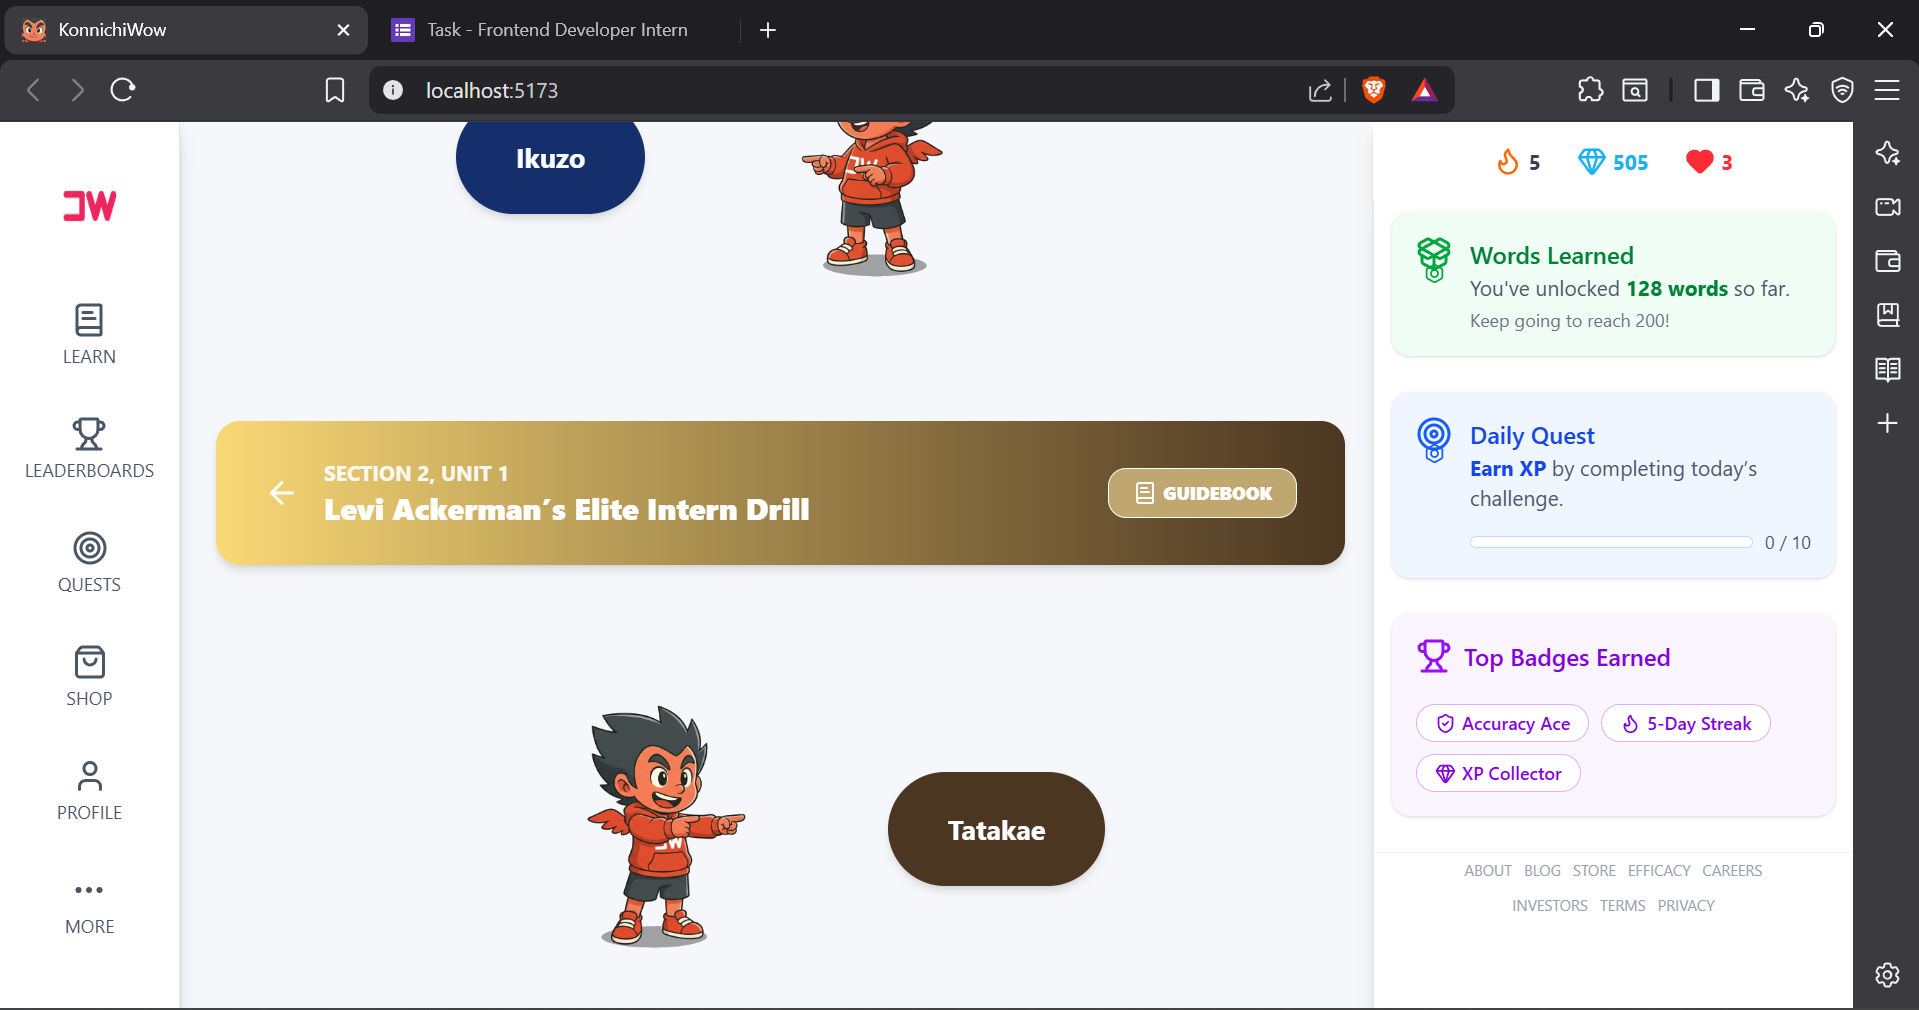 KonnichiWow
Task - Frontend Developer Intern
localhost:5173
ƆW
LEARN
LEADERBOARDS
QUESTS
SHOP
PROFILE
MORE
Ikuzo
SECTION 2, UNIT 1
Levi Ackerman’s Elite Intern Drill
GUIDEBOOK
ƆW
Tatakae
5 505 3
Words Learned
You've unlocked 128 words so far.
Keep going to reach 200!
Daily Quest
Earn XP by completing today’s
challenge.
0 / 10
Top Badges Earned
Accuracy Ace 5-Day Streak
XP Collector
ABOUT BLOG STORE EFFICACY CAREERS
INVESTORS TERMS PRIVACY